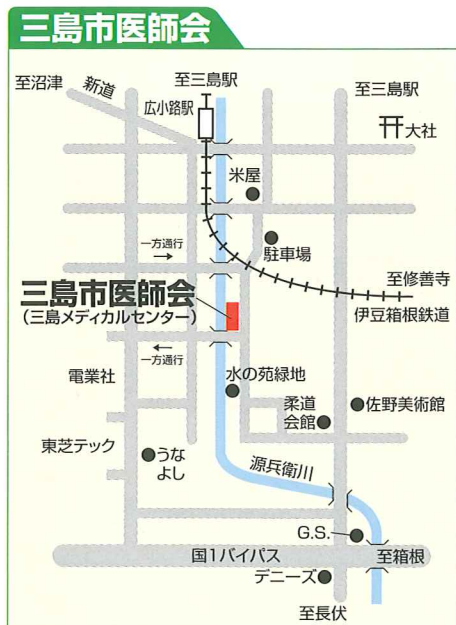 三島市医師会
至沼津
新道
至三島駅
広小路駅
至三島駅
大社
米屋
駐車場
一方通行
至修善寺
三島市医師会
(三島メディカルセンター)
伊豆箱根鉄道
一方通行
電業社
水の苑緑地
柔道
会館
佐野美術館
東芝テック
うな
よし
源兵衛川
G.S.
国1バイパス
至箱根
デニーズ
至長伏